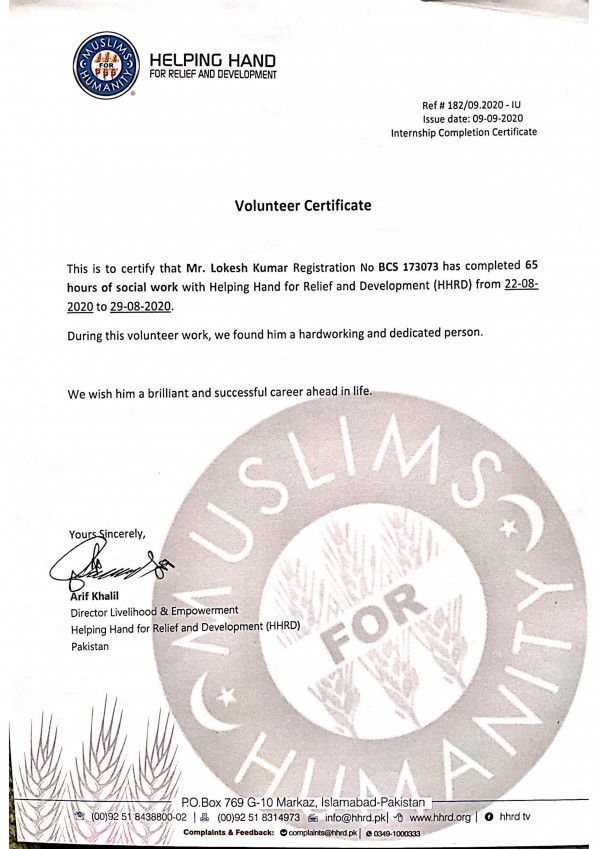 MUSLIMS
FOR
HUMANITY
®
HELPING HAND
FOR RELIEF AND DEVELOPMENT
Ref # 182/09.2020 - IU
Issue date: 09-09-2020
Internship Completion Certificate
Volunteer Certificate
This is to certify that Mr. Lokesh Kumar Registration No BCS 173073 has completed 65
hours of social work with Helping Hand for Relief and Development (HHRD) from 22-08-
2020 to 29-08-2020.
During this volunteer work, we found him a hardworking and dedicated person.
We wish him a brilliant and successful career ahead in life.
MUSLIMS
FOR
HUMANITY
Yours Sincerely,
Arif Khalil
Director Livelihood & Empowerment
Helping Hand for Relief and Development (HHRD)
Pakistan
P.O.Box 769 G-10 Markaz, Islamabad-Pakistan
(00)92 51 8438800-02 | (00)92 51 8314973 info@hhrd.pk | www.hhrd.org | hhrd tv
Complaints & Feedback: complaints@hhrd.pk | 0349-1000333